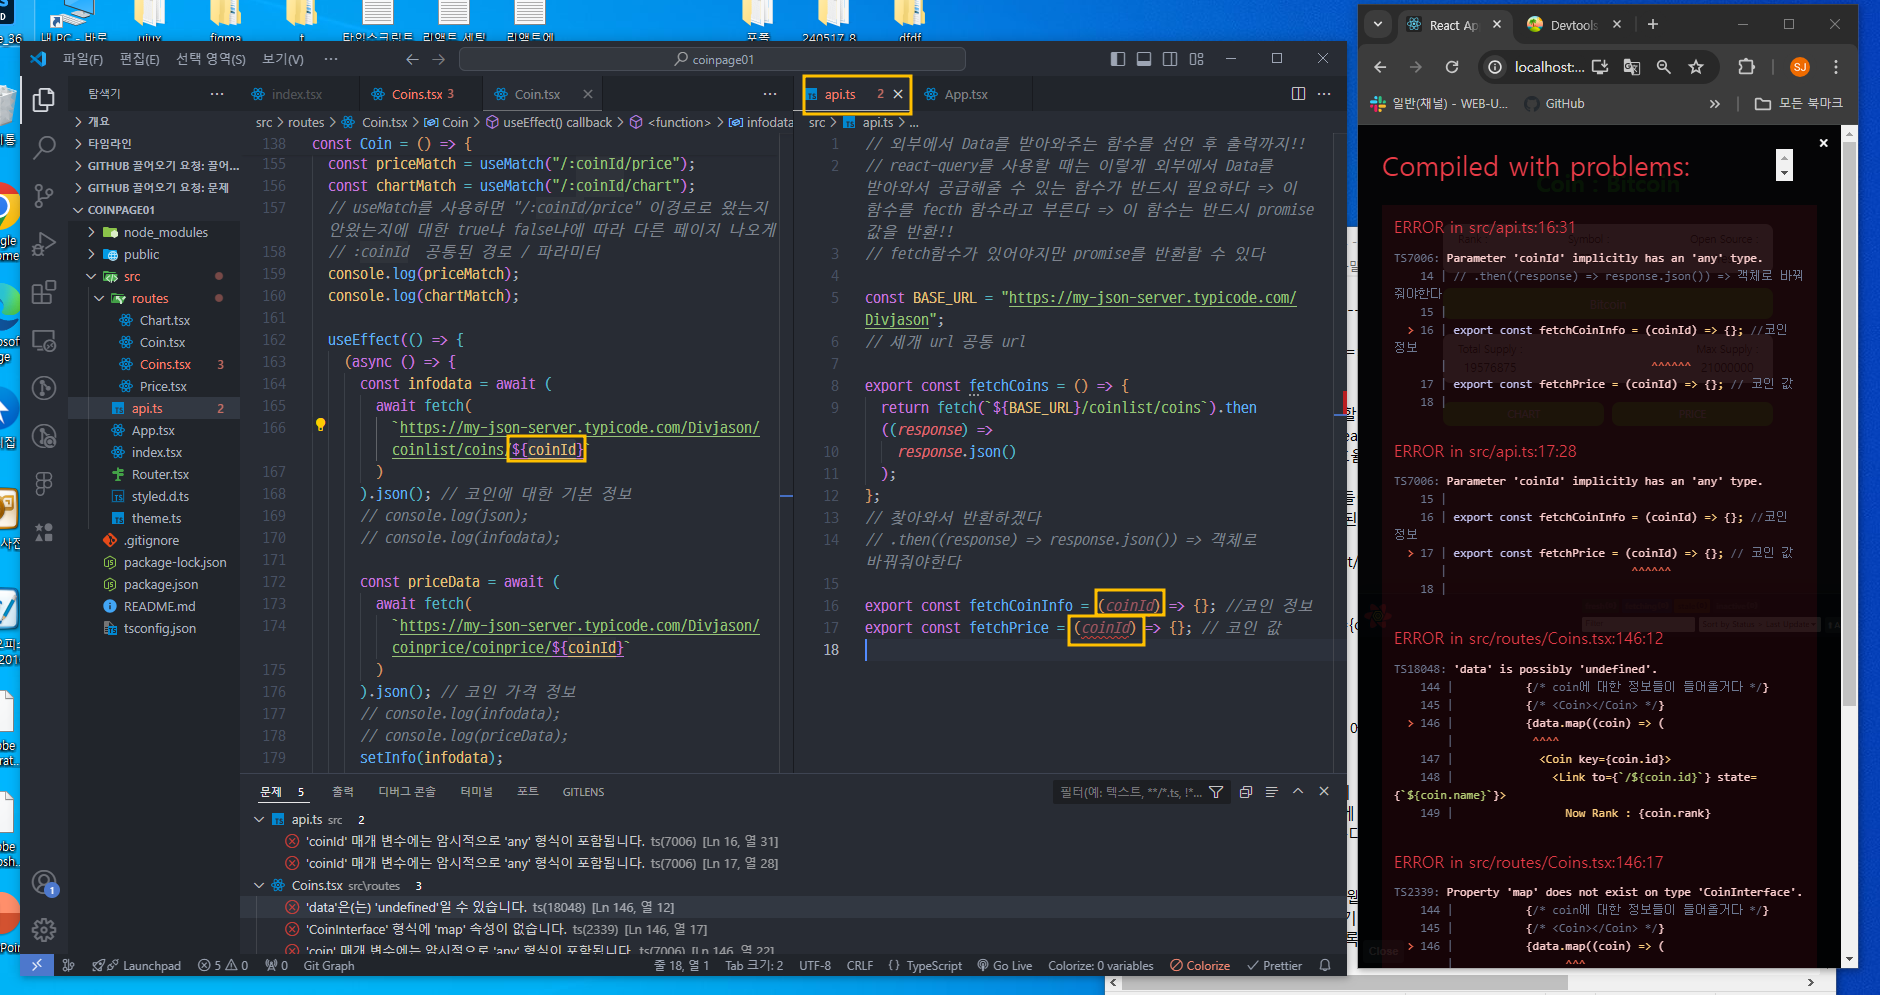 내 PC - 바로
uiux
figma
t
타입스크립트
리액트 세팅
리액트에
포폴
240517_8
dfdf
파일(F)
편집(E)
선택 영역(S)
보기(V)
coinpage01
탐색기
index.tsx
Coins.tsx 3
Coin.tsx
api.ts 2
App.tsx
개요
타임라인
GITHUB 끌어오기 요청: 끌어...
GITHUB 끌어오기 요청: 문제
COINPAGE01
node_modules
public
src
routes
Chart.tsx
Coin.tsx
Coins.tsx 3
Price.tsx
api.ts 2
App.tsx
index.tsx
Router.tsx
styled.d.ts
theme.ts
.gitignore
package-lock.json
package.json
README.md
tsconfig.json
src > routes > Coin.tsx > Coin > useEffect() callback > <function> > infodata
138 const Coin = () => {
155 const priceMatch = useMatch("/:coinId/price");
156 const chartMatch = useMatch("/:coinId/chart");
157 // useMatch를 사용하면 "/:coinId/price" 이경로로 왔는지
안왔는지에 대한 true냐 false냐에 따라 다른 페이지 나오게
158 // :coinId 공통된 경로 / 파라미터
159 console.log(priceMatch);
160 console.log(chartMatch);
161
162 useEffect(() => {
163 (async () => {
164 const infodata = await (
165 await fetch(
166 `https://my-json-server.typicode.com/Divjason/
coinlist/coins/${coinId}`
167 )
168 ).json(); // 코인에 대한 기본 정보
169 // console.log(json);
170 // console.log(infodata);
171
172 const priceData = await (
173 await fetch(
174 `https://my-json-server.typicode.com/Divjason/
coinprice/coinprice/${coinId}`
175 )
176 ).json(); // 코인 가격 정보
177 // console.log(infodata);
178 // console.log(priceData);
179 setInfo(infodata);
src > api.ts > ...
1 // 외부에서 Data를 받아와주는 함수를 선언 후 출력까지!!
2 // react-query를 사용할 때는 이렇게 외부에서 Data를
받아와서 공급해줄 수 있는 함수가 반드시 필요하다 => 이
함수를 fecth 함수라고 부른다 => 이 함수는 반드시 promise
값을 반환!!
3 // fetch함수가 있어야지만 promise를 반환할 수 있다
4
5 const BASE_URL = "https://my-json-server.typicode.com/
Divjason";
6 // 세개 url 공통 url
7
8 export const fetchCoins = () => {
9 return fetch(`${BASE_URL}/coinlist/coins`).then
((response) =>
10 response.json()
11 );
12 };
13 // 찾아와서 반환하겠다
14 // .then((response) => response.json()) => 객체로
바꿔줘야한다
15
16 export const fetchCoinInfo = (coinId) => {}; //코인 정보
17 export const fetchPrice = (coinId) => {}; // 코인 값
18
문제 5
출력
디버그 콘솔
터미널
포트
GITLENS
필터(예: 텍스트, **/*.ts, !*...
api.ts src 2
'coinId' 매개 변수에는 암시적으로 'any' 형식이 포함됩니다. ts(7006) [Ln 16, 열 31]
'coinId' 매개 변수에는 암시적으로 'any' 형식이 포함됩니다. ts(7006) [Ln 17, 열 28]
Coins.tsx src\routes 3
'data'은(는) 'undefined'일 수 있습니다. ts(18048) [Ln 146, 열 12]
'CoinInterface' 형식에 'map' 속성이 없습니다. ts(2339) [Ln 146, 열 17]
'coin' 매개 변수에는 암시적으로 'any' 형식이 포함됩니다. ts(7006) [Ln 146, 열 22]
Launchpad
5 0
0
Git Graph
줄 18, 열 1
Tab 크기: 2
UTF-8
CRLF
{} TypeScript
Go Live
Colorize: 0 variables
Colorize
Prettier
React Ap
Devtools
localhost:...
SJ
일반(채널) - WEB-U...
GitHub
모든 북마크
Compiled with problems:
Coin : Bitcoin
ERROR in src/api.ts:16:31
Symbol
Open Source
TS7006: Parameter 'coinId' implicitly has an 'any' type.
14 | // .then((response) => response.json()) => 객체로 바꿔
줘야한다
15 |
Bitcoin
> 16 | export const fetchCoinInfo = (coinId) => {}; //코인
정보
Total Supply
Max Supply
| ^^^^^^
19576875
21000000
17 | export const fetchPrice = (coinId) => {}; // 코인 값
18 |
CHART
PRICE
ERROR in src/api.ts:17:28
TS7006: Parameter 'coinId' implicitly has an 'any' type.
15 |
16 | export const fetchCoinInfo = (coinId) => {}; //코인
정보
> 17 | export const fetchPrice = (coinId) => {}; // 코인 값
| ^^^^^^
18 |
ERROR in src/routes/Coins.tsx:146:12
TS18048: 'data' is possibly 'undefined'.
144 | {/* coin에 대한 정보들이 들어올거다 */}
145 | {/* <Coin></Coin> */}
> 146 | {data.map((coin) => (
| ^^^^
147 | <Coin key={coin.id}>
148 | <Link to={`/${coin.id}`} state=
{`${coin.name}`}>
149 | Now Rank : {coin.rank}
ERROR in src/routes/Coins.tsx:146:17
TS2339: Property 'map' does not exist on type 'CoinInterface'.
144 | {/* coin에 대한 정보들이 들어올거다 */}
145 | {/* <Coin></Coin> */}
> 146 | {data.map((coin) => (
| ^^^
Close